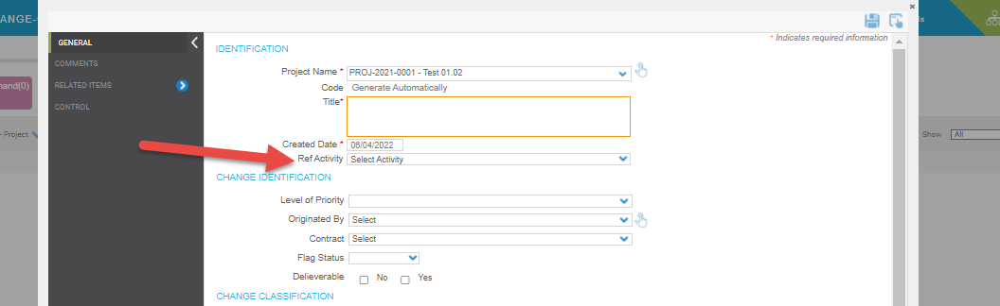 ANGE-
ls
* Indicates required information
GENERAL
COMMENTS
RELATED ITEMS
CONTROL
IDENTIFICATION
Project Name * PROJ-2021-0001 - Test 01.02
Code Generate Automatically
Title*
Created Date * 06/04/2022
Ref Activity Select Activity
CHANGE IDENTIFICATION
Level of Priority
Originated By Select
Contract Select
Flag Status
Delieverable No Yes
CHANGE CLASSIFICATION
nand(0)
- Project
Show All